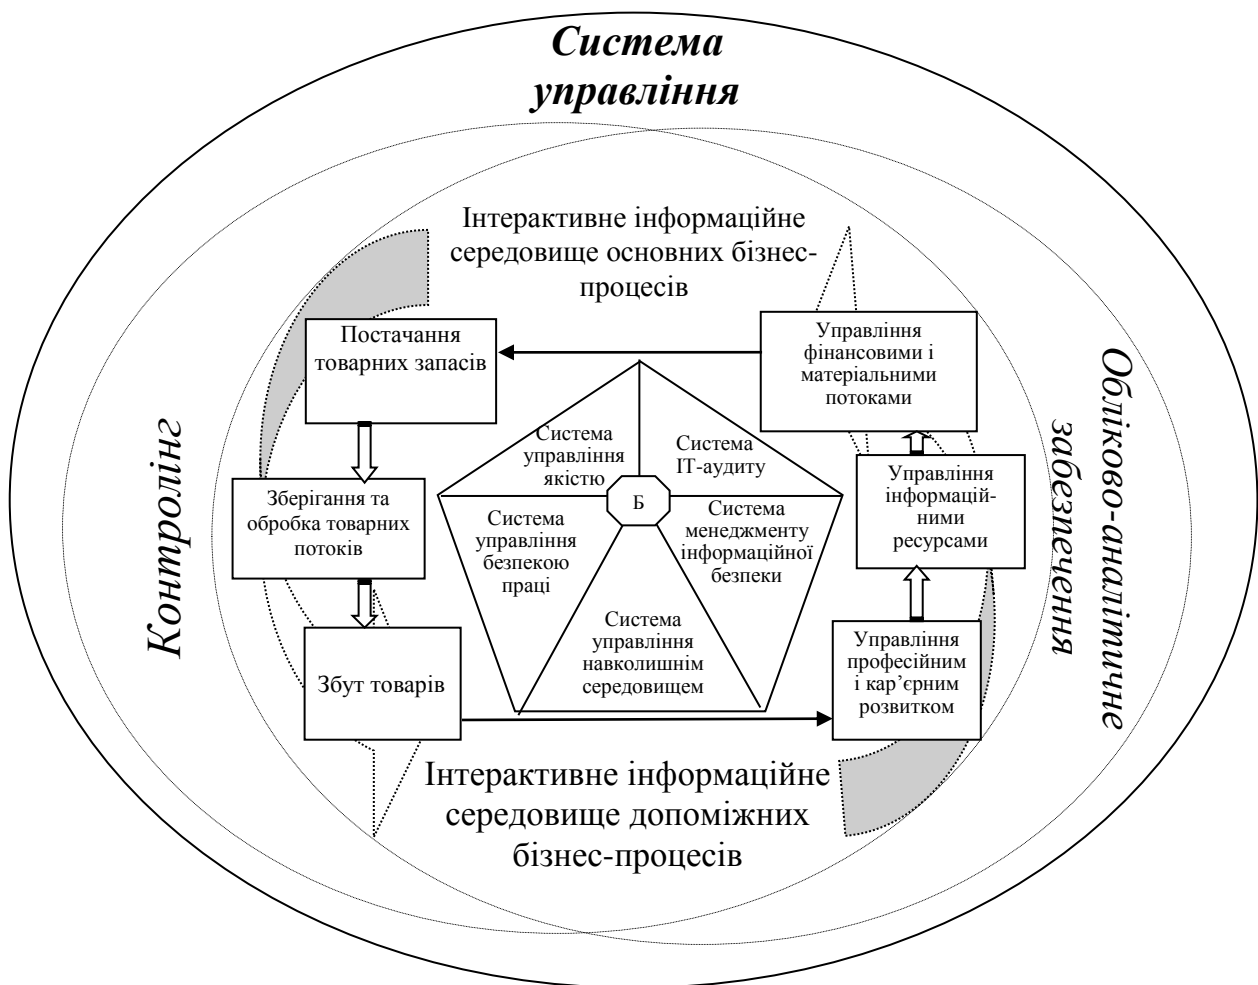 Система
управління
Інтерактивне інформаційне
середовище основних бізнес-
процесів
Постачання
товарних запасів
Управління
фінансовими і
матеріальними
потоками
Контролінг
Обліково-аналітичне
забезпечення
Система
управління
якістю
Система
ІТ-аудиту
Зберігання та
обробка товарних
потоків
Б
Управління
інформацій-
ними
ресурсами
Система
управління
безпекою
праці
Система
менеджменту
інформаційної
безпеки
Система
управління
навколишнім
середовищем
Збут товарів
Управління
професійним
і кар’єрним
розвитком
Інтерактивне інформаційне
середовище допоміжних
бізнес-процесів